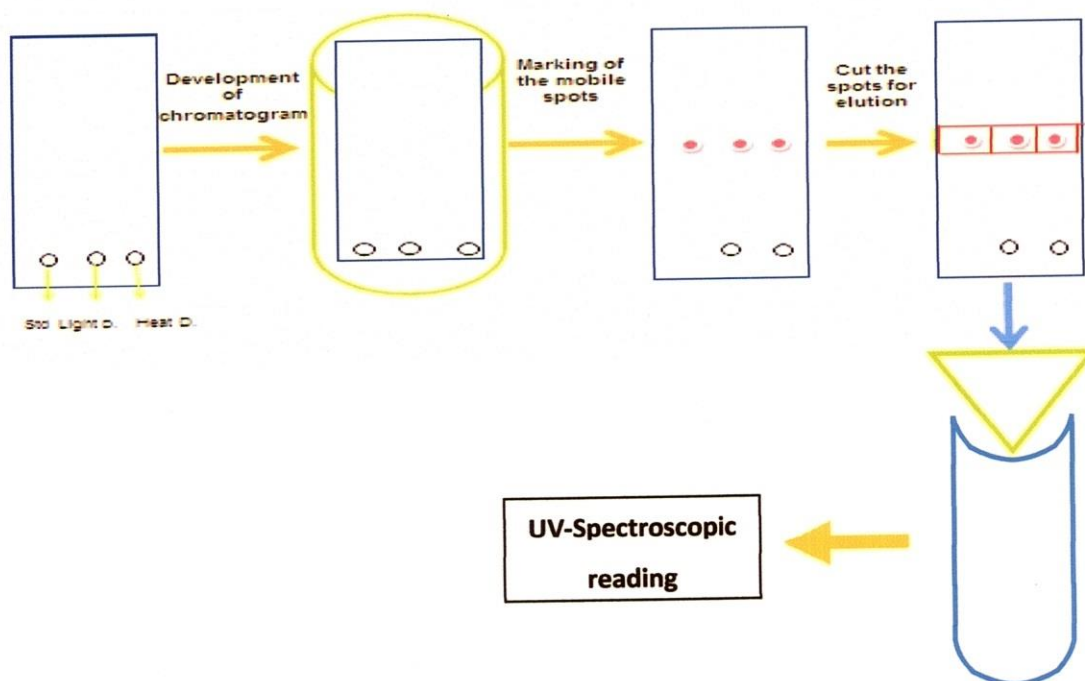 Development
of
chromatogram
Marking of
the mobile
spots
Cut the
spots for
elution
Std Light D. Heat D.
UV-Spectroscopic
reading